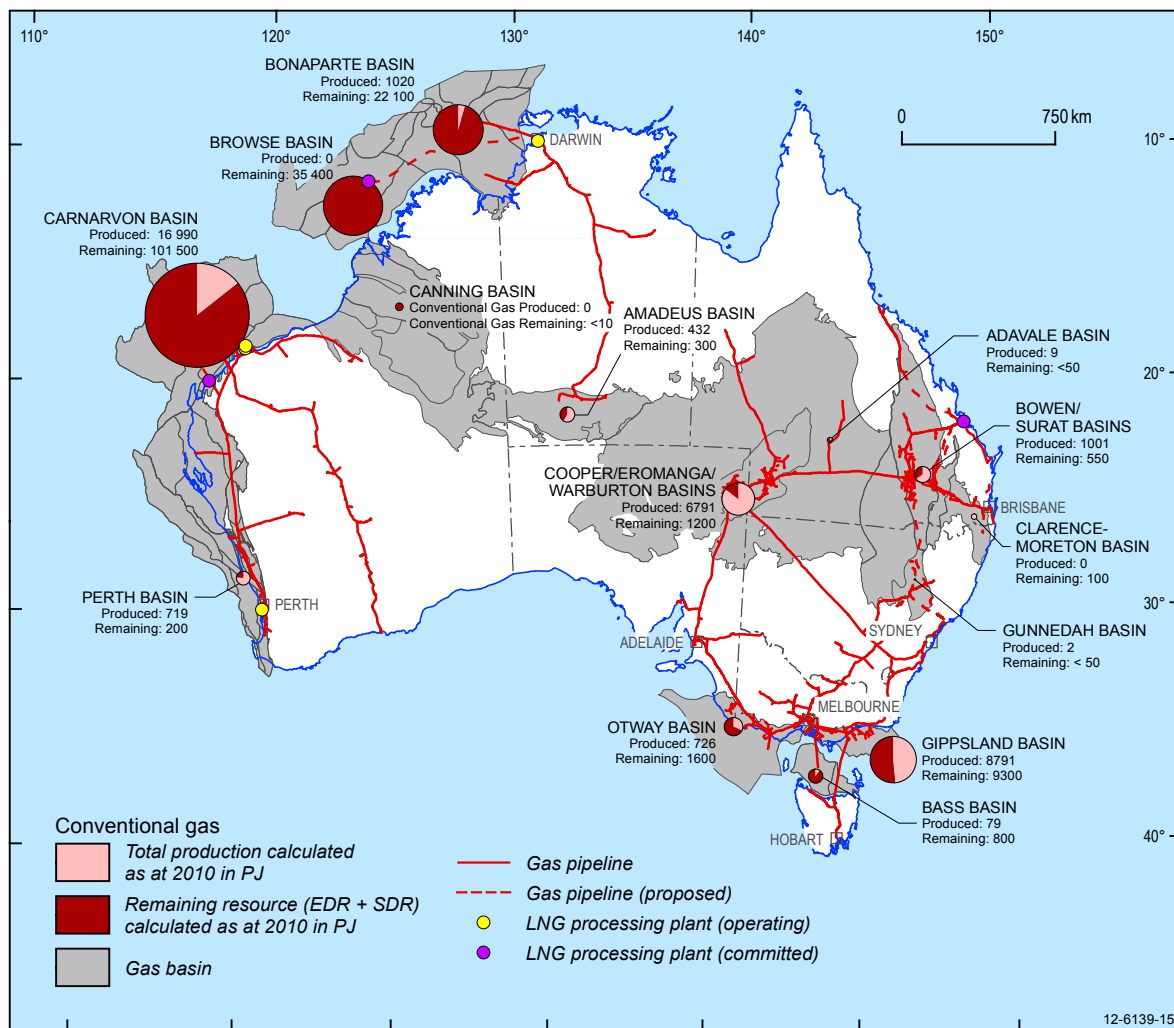 110°
120°
130°
140°
150°
BONAPARTE BASIN
Produced: 1020
Remaining: 22 100
BROWSE BASIN
Produced: 0
Remaining: 35 400
CARNARVON BASIN
Produced: 16 990
Remaining: 101 500
DARWIN
0
750 km
10°
CANNING BASIN
Conventional Gas Produced: 0
Conventional Gas Remaining: <10
AMADEUS BASIN
Produced: 432
Remaining: 300
ADAVALE BASIN
Produced: 9
Remaining: <50
20°
BOWEN/
SURAT BASINS
Produced: 1001
Remaining: 550
COOPER/EROMANGA/
WARBURTON BASINS
Produced: 6791
Remaining: 1200
BRISBANE
CLARENCE-
MORETON BASIN
Produced: 0
Remaining: 100
PERTH BASIN
Produced: 719
Remaining: 200
PERTH
30°
ADELAIDE
SYDNEY
GUNNEDAH BASIN
Produced: 2
Remaining: < 50
MELBOURNE
OTWAY BASIN
Produced: 726
Remaining: 1600
GIPPSLAND BASIN
Produced: 8791
Remaining: 9300
BASS BASIN
Produced: 79
Remaining: 800
HOBART
40°
Conventional gas
Total production calculated
as at 2010 in PJ
Remaining resource (EDR + SDR)
calculated as at 2010 in PJ
Gas basin
Gas pipeline
Gas pipeline (proposed)
LNG processing plant (operating)
LNG processing plant (committed)
12-6139-15